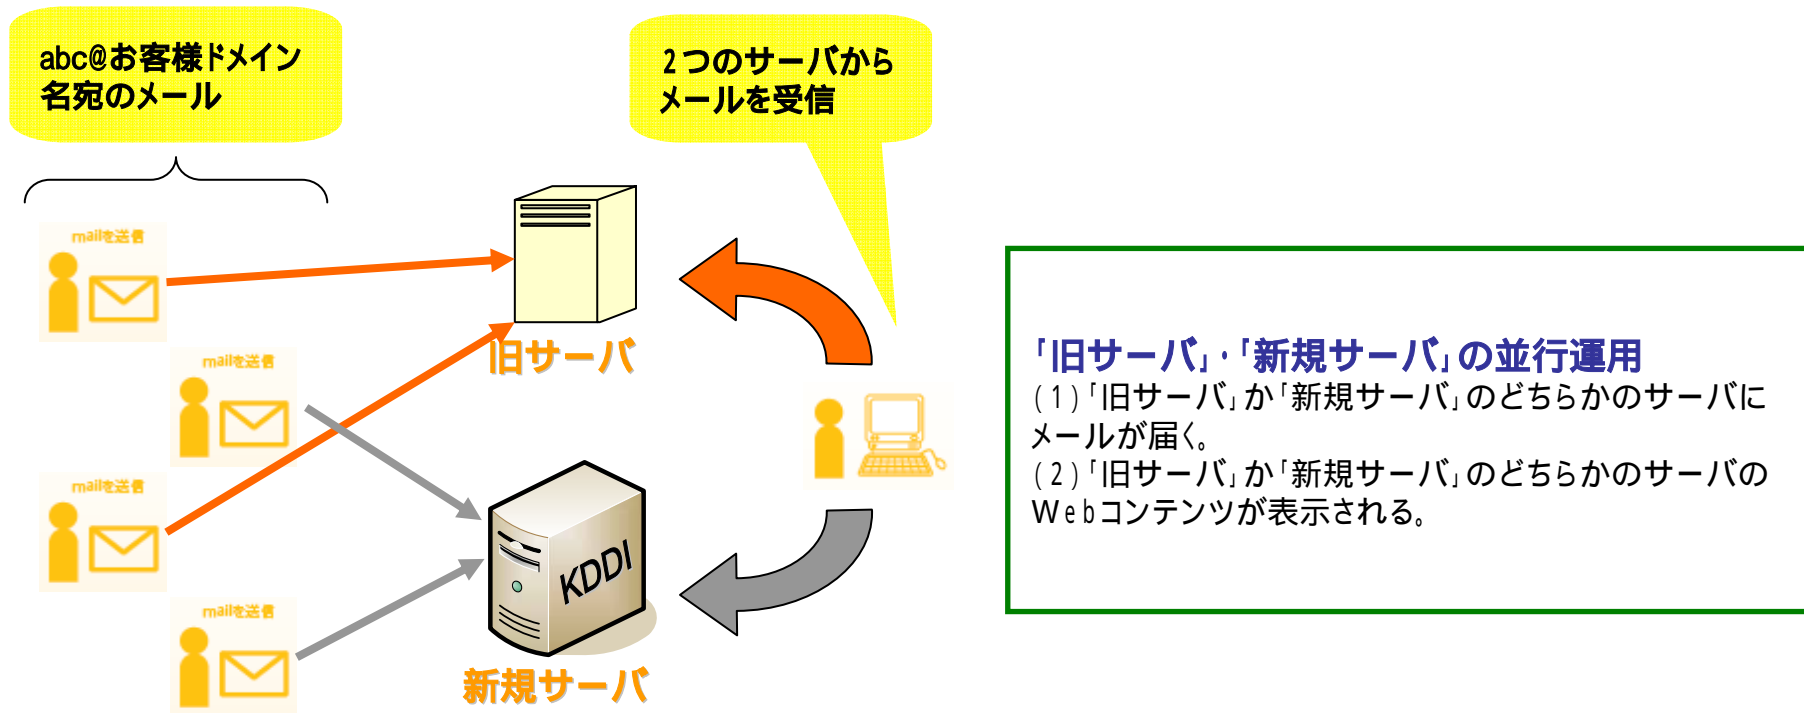 abc@お客様ドメイン
名宛のメール
2つのサーバから
メールを受信
mailを送信
mailを送信
mailを送信
mailを送信
旧サーバ
KDDI
新規サーバ
「旧サーバ」・「新規サーバ」の並行運用
(1)「旧サーバ」か「新規サーバ」のどちらかのサーバに
メールが届く。
(2)「旧サーバ」か「新規サーバ」のどちらかのサーバの
Webコンテンツが表示される。